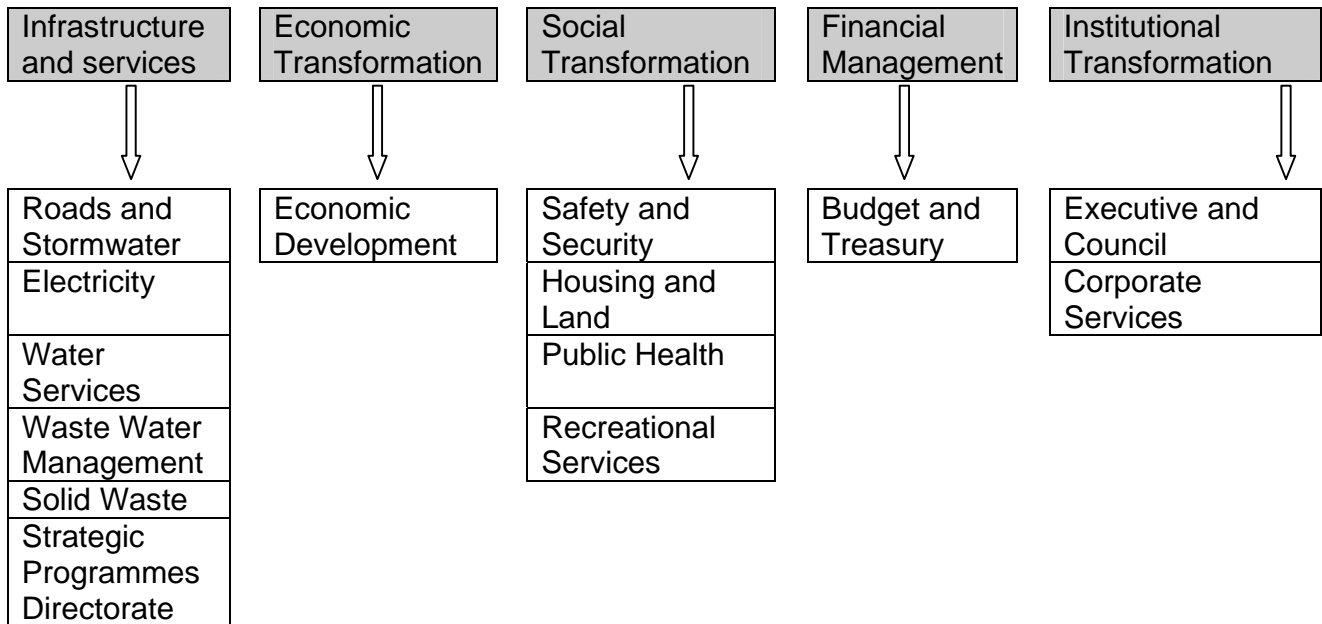 Infrastructure
and services
Economic
Transformation
Social
Transformation
Financial
Management
Institutional
Transformation
Roads and
Stormwater
Electricity
Water
Services
Waste Water
Management
Solid Waste
Strategic
Programmes
Directorate
Economic
Development
Safety and
Security
Housing and
Land
Public Health
Recreational
Services
Budget and
Treasury
Executive and
Council
Corporate
Services